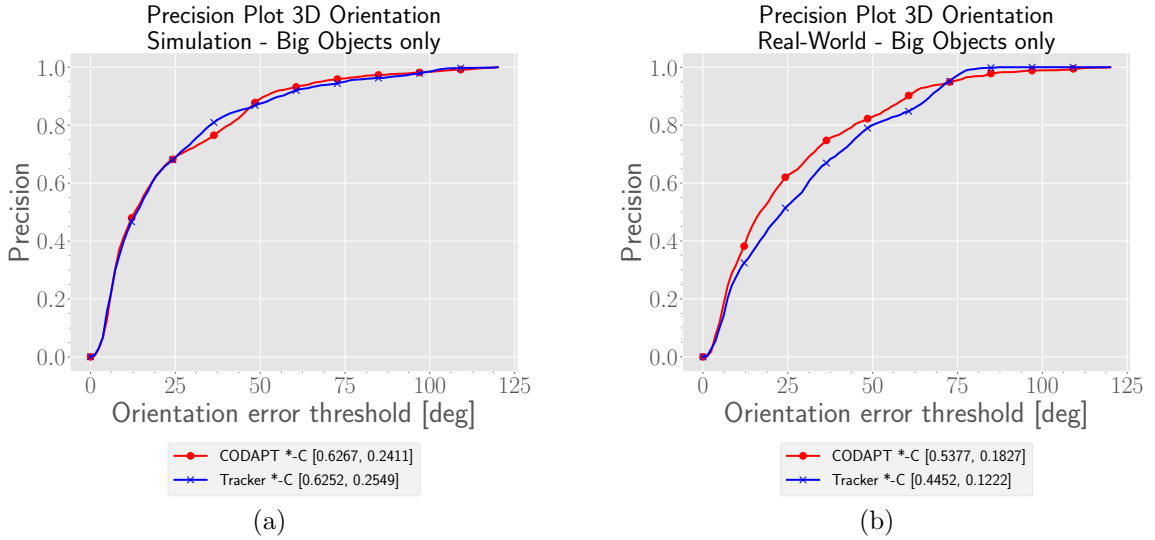 Precision Plot 3D Orientation
Simulation - Big Objects only
1.0
0.8
0.6
0.4
0.2
0.0
Precision
0 25 50 75 100 125
Orientation error threshold [deg]
CODAPT *-C [0.6267, 0.2411]
Tracker *-C [0.6252, 0.2549]
(a)
Precision Plot 3D Orientation
Real-World - Big Objects only
1.0
0.8
0.6
0.4
0.2
0.0
Precision
0 25 50 75 100 125
Orientation error threshold [deg]
CODAPT *-C [0.5377, 0.1827]
Tracker *-C [0.4452, 0.1222]
(b)